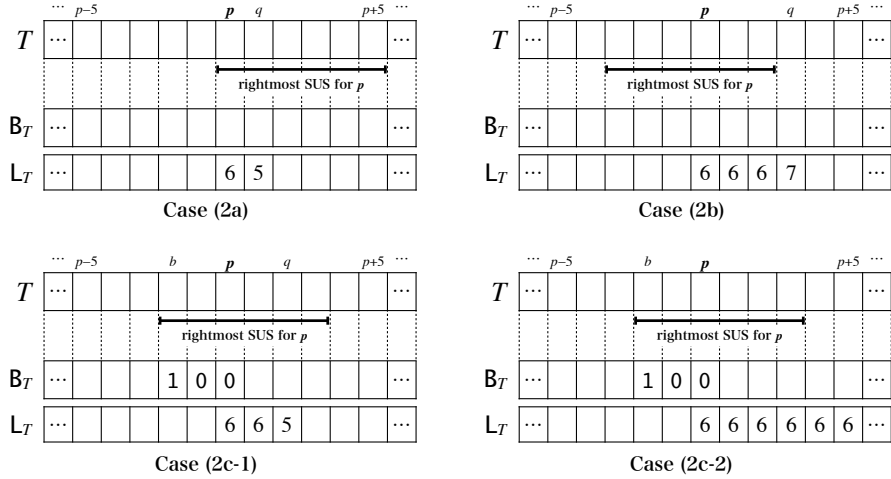 ··· p−5 p q p+5 ···
T ··· ···
rightmost SUS for p
B_T ··· ···
L_T ··· 6 5 ···
Case (2a)
··· p−5 p q p+5 ···
T ··· ···
rightmost SUS for p
B_T ··· ···
L_T ··· 6 6 6 7 ···
Case (2b)
··· p−5 b p q p+5 ···
T ··· ···
rightmost SUS for p
B_T ··· 1 0 0 ···
L_T ··· 6 6 5 ···
Case (2c-1)
··· p−5 b p p+5 ···
T ··· ···
rightmost SUS for p
B_T ··· 1 0 0 ···
L_T ··· 6 6 6 6 6 6 ···
Case (2c-2)